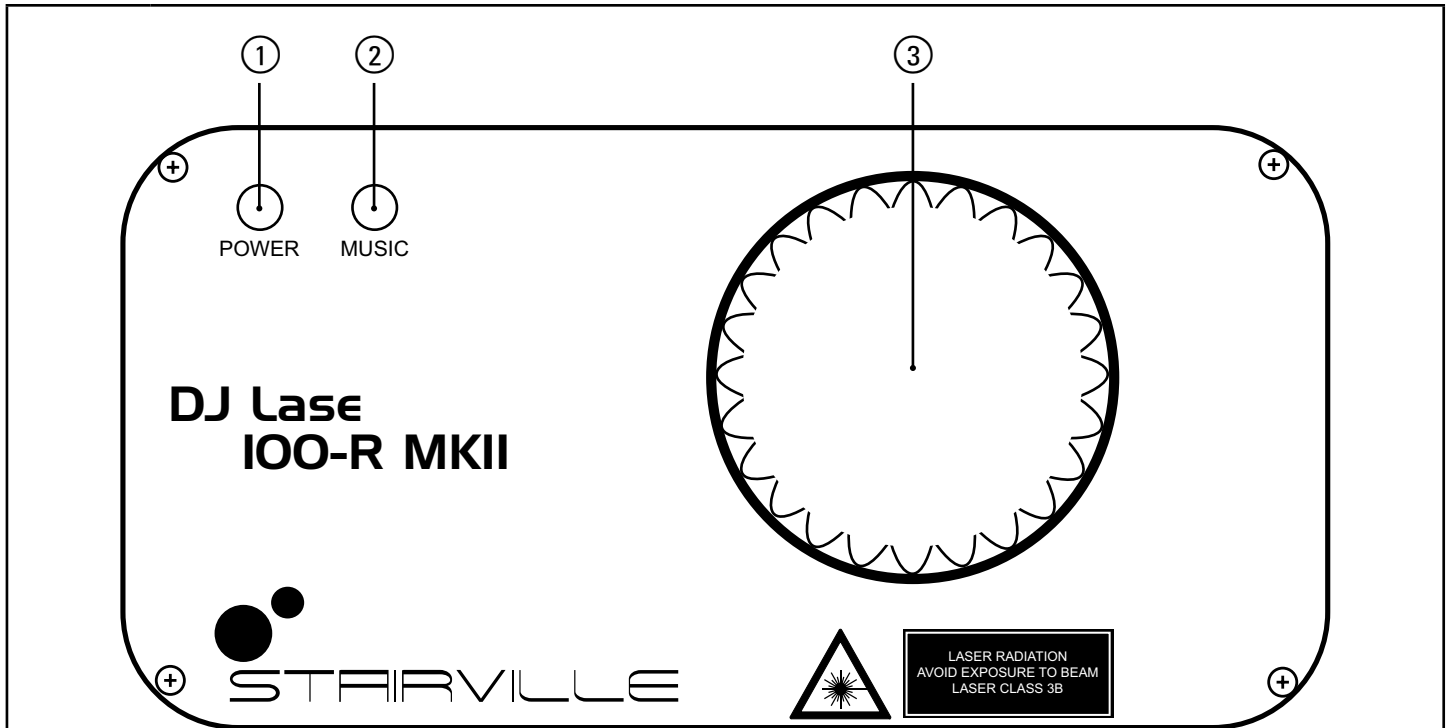 1 2 3
POWER MUSIC
DJ Lase
100-R MKII
STAIRVILLE
LASER RADIATION
AVOID EXPOSURE TO BEAM
LASER CLASS 3B